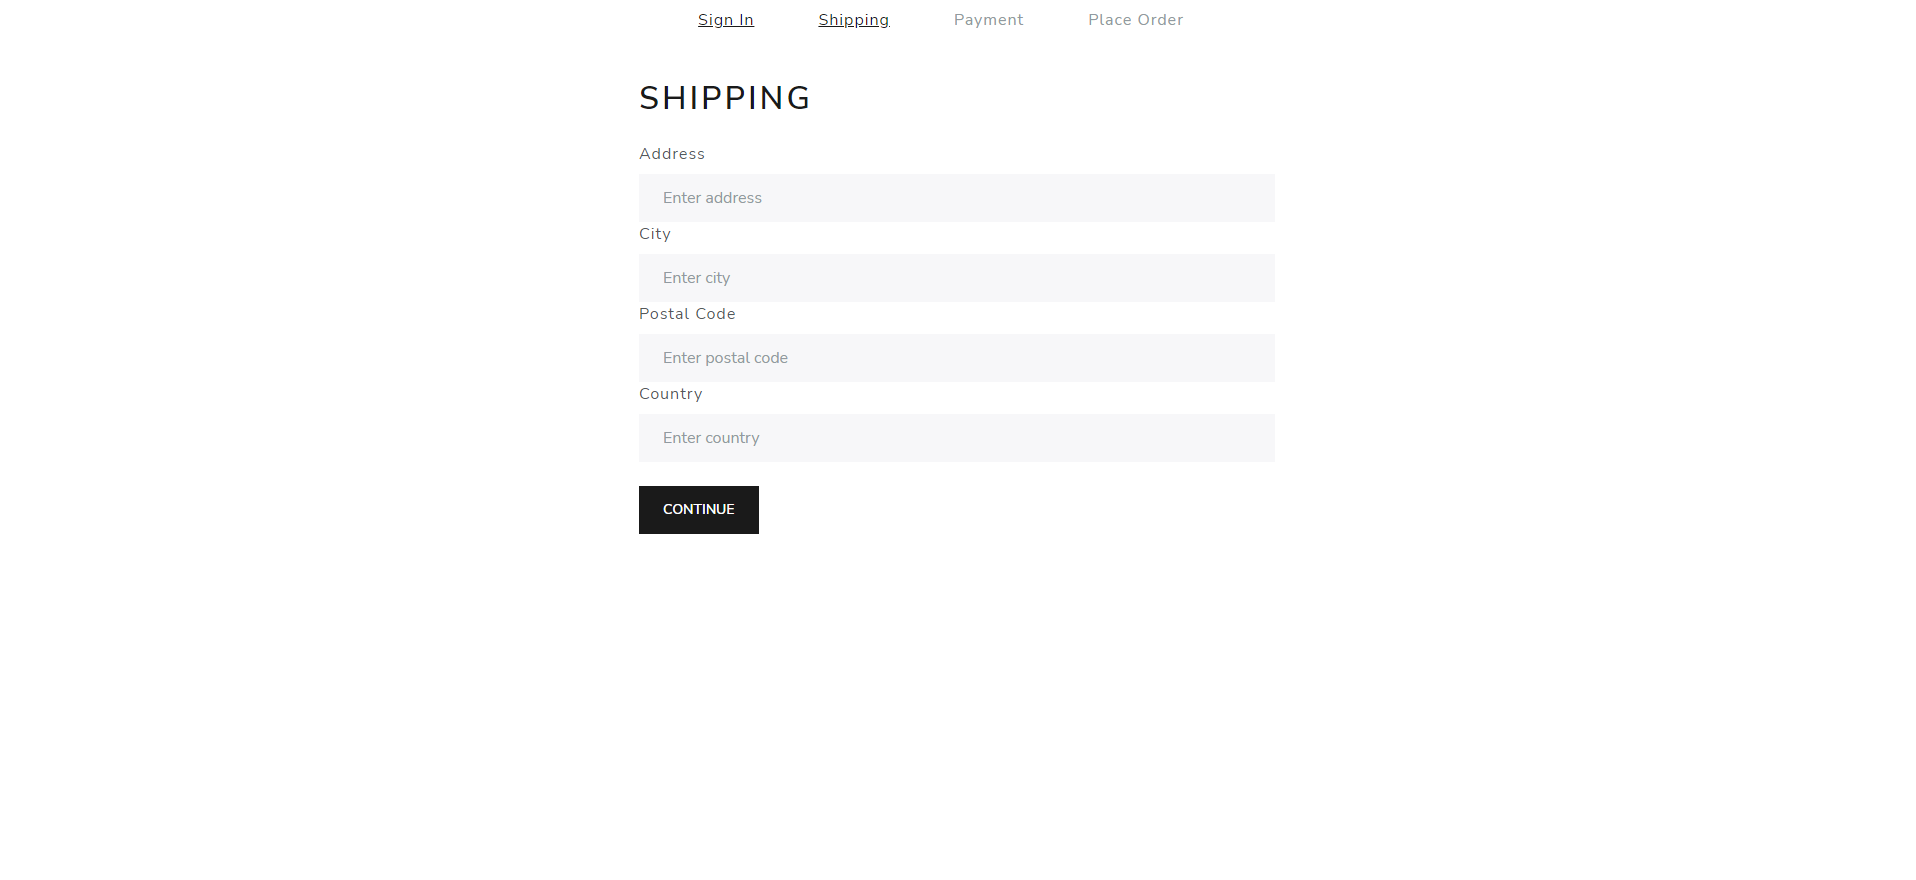 Sign In Shipping Payment Place Order
SHIPPING
Address
Enter address
City
Enter city
Postal Code
Enter postal code
Country
Enter country
CONTINUE